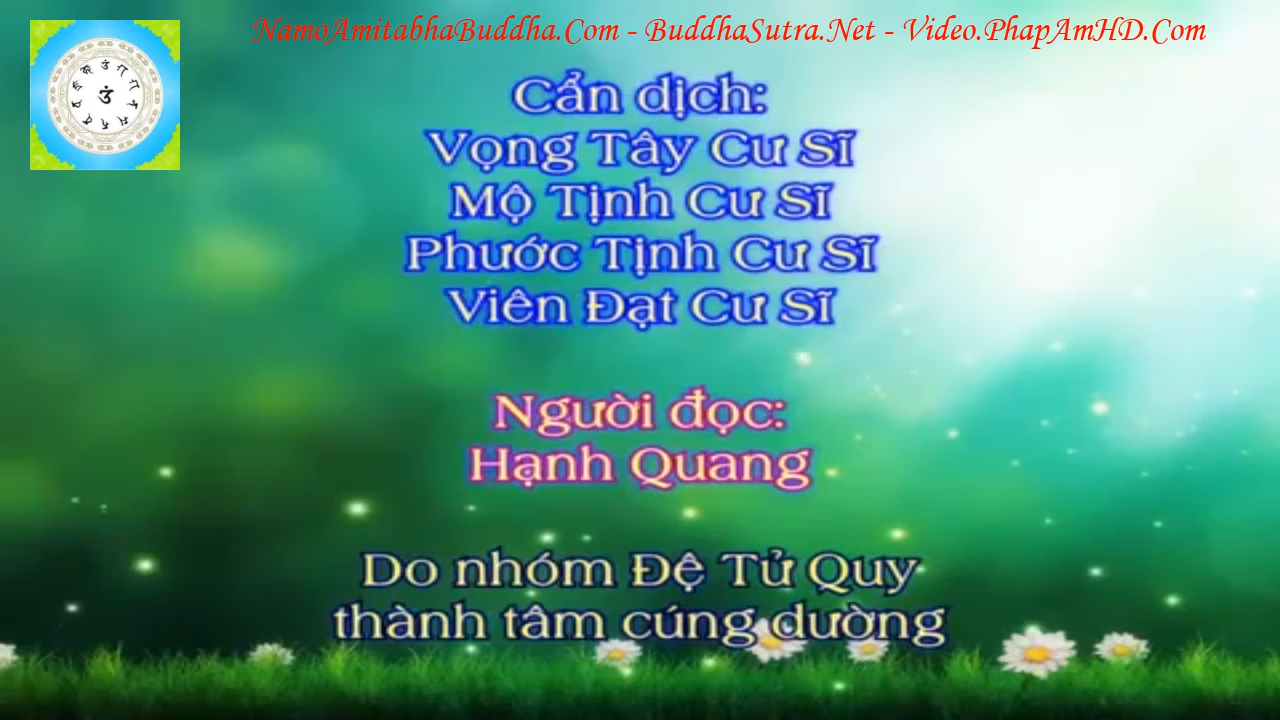 NamoAmitabhaBuddha.Com - BuddhaSutra.Net - Video.PhapAmHD.Com
Cẩn dịch:
Vọng Tây Cư Sĩ
Mộ Tịnh Cư Sĩ
Phước Tịnh Cư Sĩ
Viên Đạt Cư Sĩ
Người đọc:
Hạnh Quang
Do nhóm Đệ Tử Quy
thành tâm cúng dường